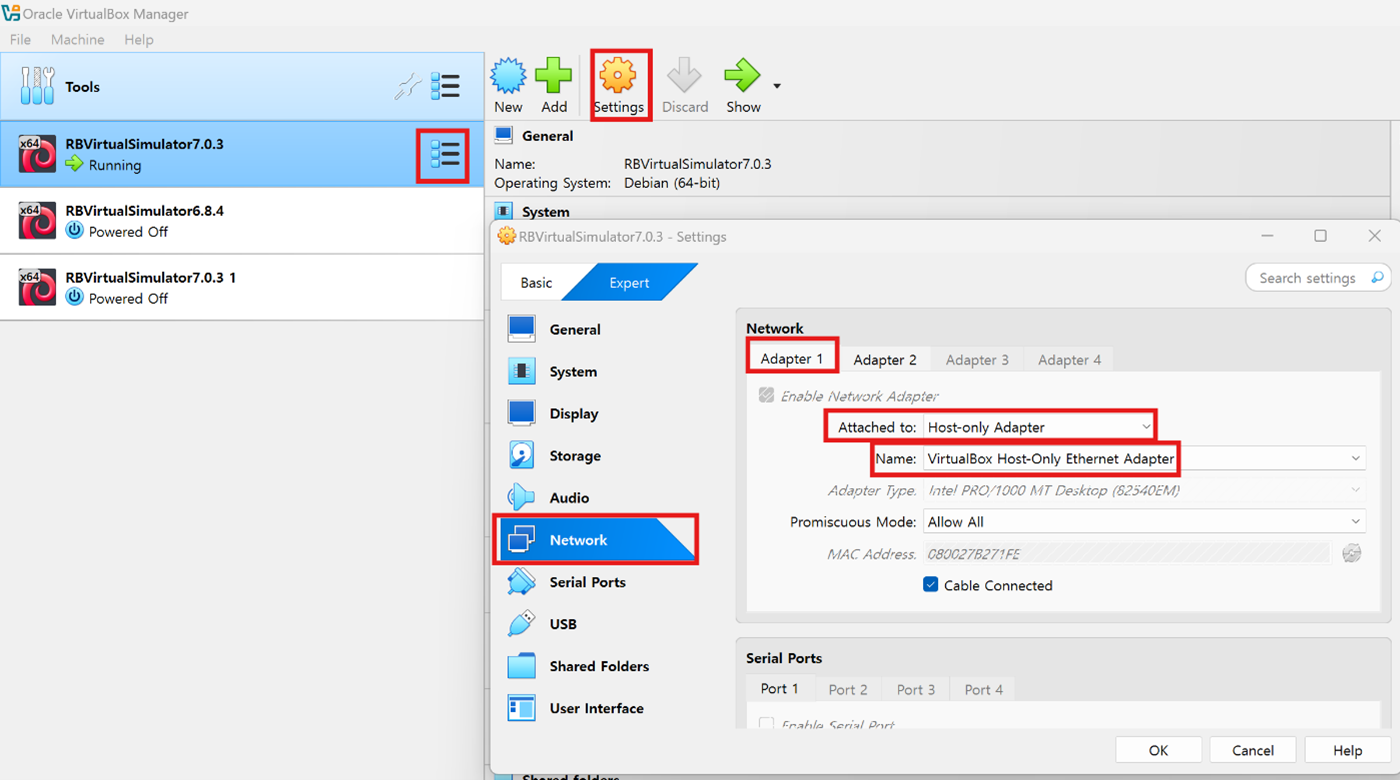 Oracle VirtualBox Manager
File Machine Help
Tools
x64
RBVirtualSimulator7.0.3
Running
x64
RBVirtualSimulator6.8.4
Powered Off
x64
RBVirtualSimulator7.0.3 1
Powered Off
New Add Settings Discard Show
General
Name: RBVirtualSimulator7.0.3
Operating System: Debian (64-bit)
System
RBVirtualSimulator7.0.3 - Settings
Basic Expert Search settings
General
System
Display
Storage
Audio
Network
Serial Ports
USB
Shared Folders
User Interface
Network
Adapter 1 Adapter 2 Adapter 3 Adapter 4
Enable Network Adapter
Attached to: Host-only Adapter
Name: VirtualBox Host-Only Ethernet Adapter
Adapter Type: Intel PRO/1000 MT Desktop (82540EM)
Promiscuous Mode: Allow All
MAC Address: 080027B271FE
Cable Connected
Serial Ports
Port 1 Port 2 Port 3 Port 4
Enable Serial Port
OK Cancel Help
Shared folders